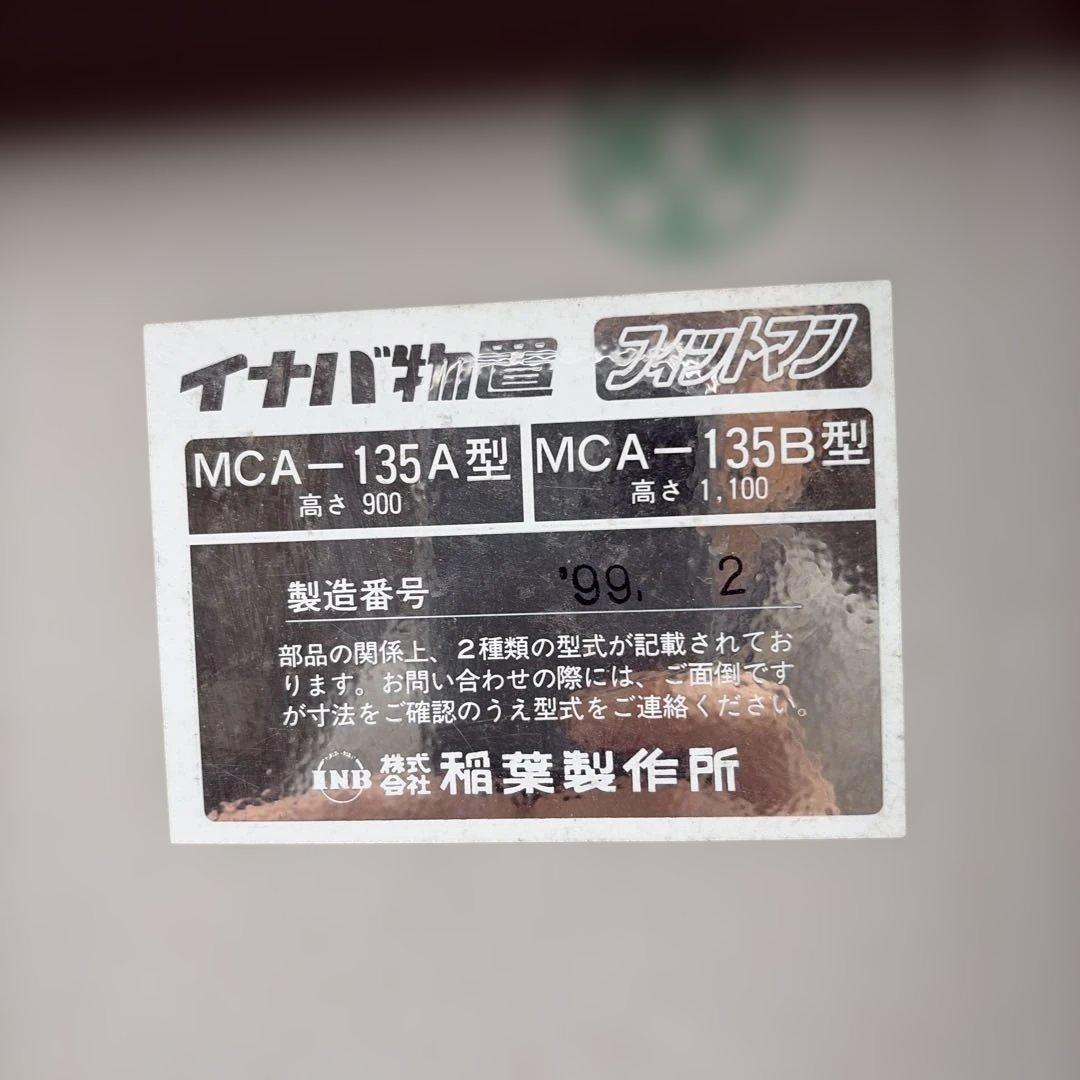 イナバ物置 フィットマン
MCA-135A型 MCA-135B型
高さ 900 高さ 1,100
製造番号 '99. 2
部品の関係上、2種類の型式が記載されてお
ります。お問い合わせの際には、ご面倒です
が寸法をご確認のうえ型式をご連絡ください。
INB 株式会社 稲葉製作所